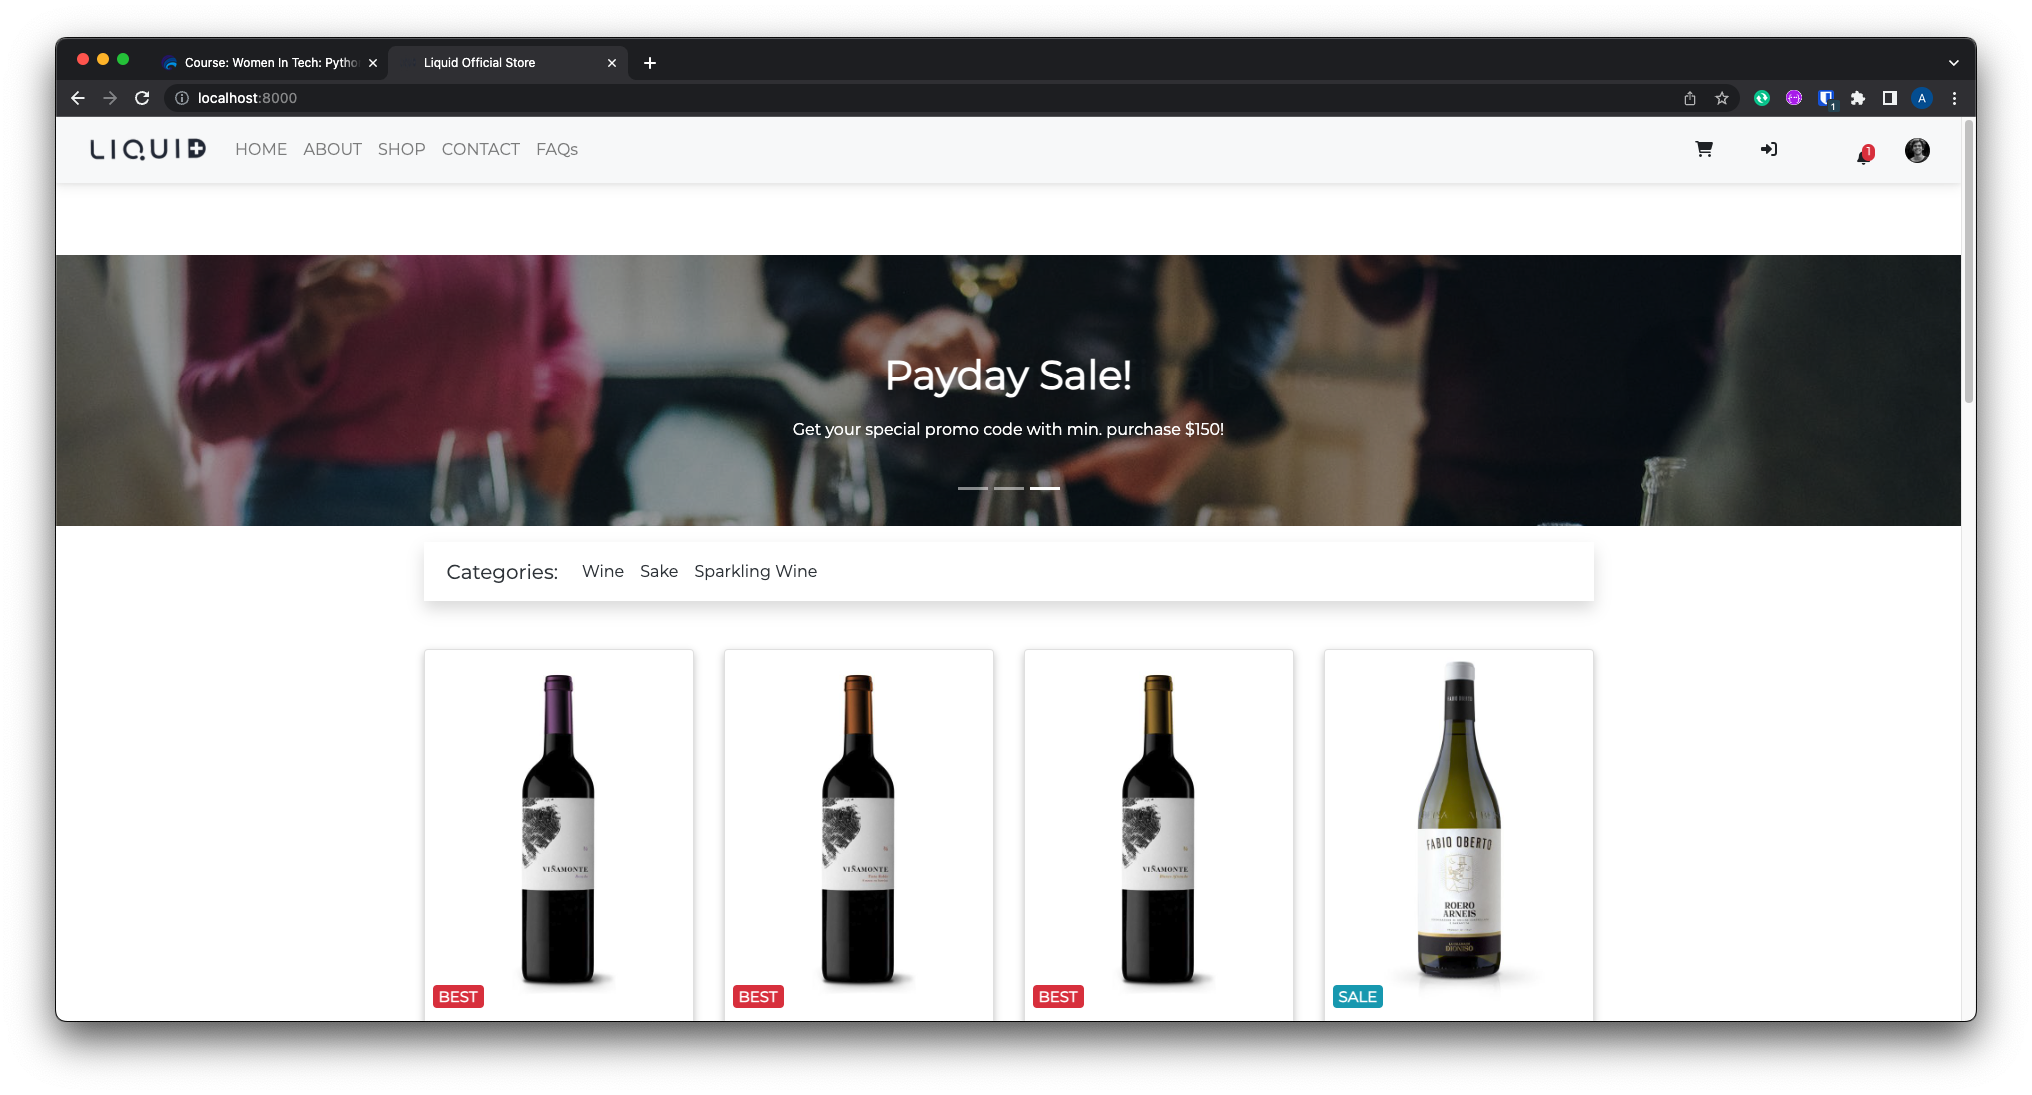 Course: Women In Tech: Pytho
Liquid Official Store
localhost:8000
1
A
LIQUID
HOME ABOUT SHOP CONTACT FAQs
1
Payday Sale!
Get your special promo code with min. purchase $150!
Categories: Wine Sake Sparkling Wine
VIÑAMONTE
VIÑAMONTE
VIÑAMONTE
FABIO OBERTO
ROERO
ARNEIS
DIONISO
BEST
BEST
BEST
SALE